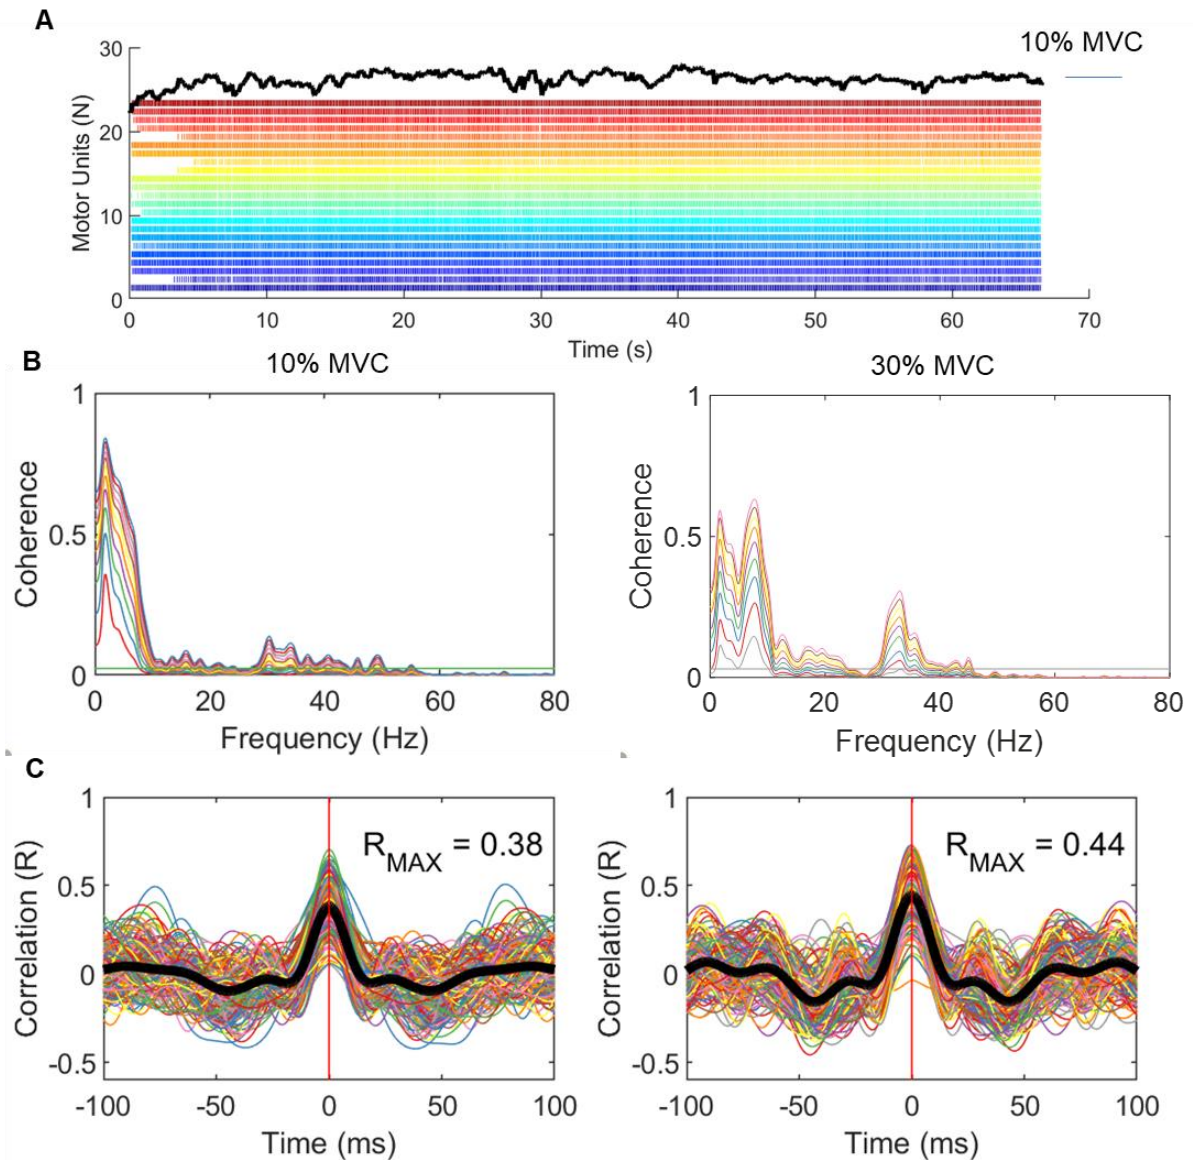 A
10% MVC
30
20
10
0
Motor Units (N)
0 10 20 30 40 50 60 70
Time (s)
B
10% MVC
30% MVC
1
0.5
0
Coherence
0 20 40 60 80
Frequency (Hz)
1
0.5
0
Coherence
0 20 40 60 80
Frequency (Hz)
C
1
0.5
0
-0.5
Correlation (R)
RMAX = 0.38
-100 -50 0 50 100
Time (ms)
1
0.5
0
-0.5
Correlation (R)
RMAX = 0.44
-100 -50 0 50 100
Time (ms)